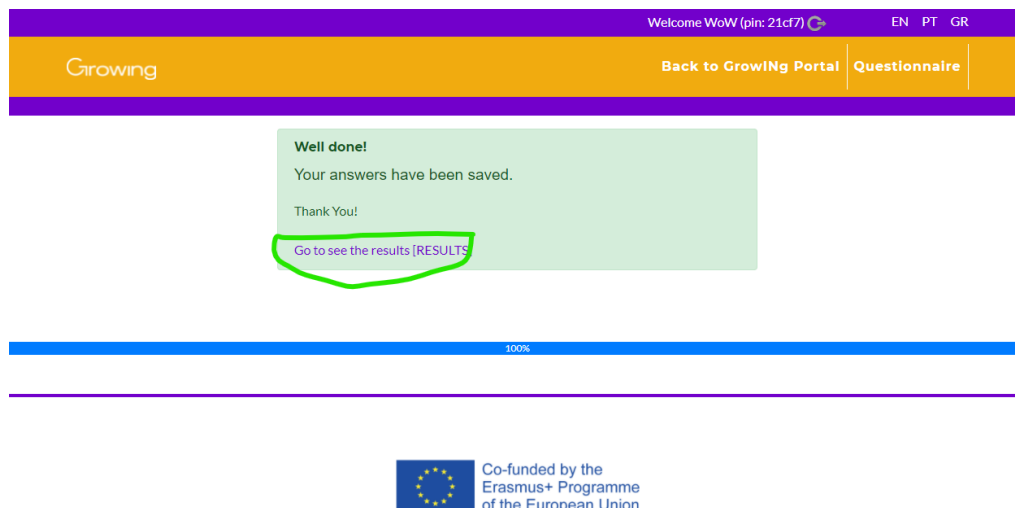 Welcome WoW (pin: 21cf7) EN PT GR
Growing
Back to GrowINg Portal Questionnaire
Well done!
Your answers have been saved.
Thank You!
Go to see the results [RESULTS]
100%
Co-funded by the
Erasmus+ Programme
of the European Union